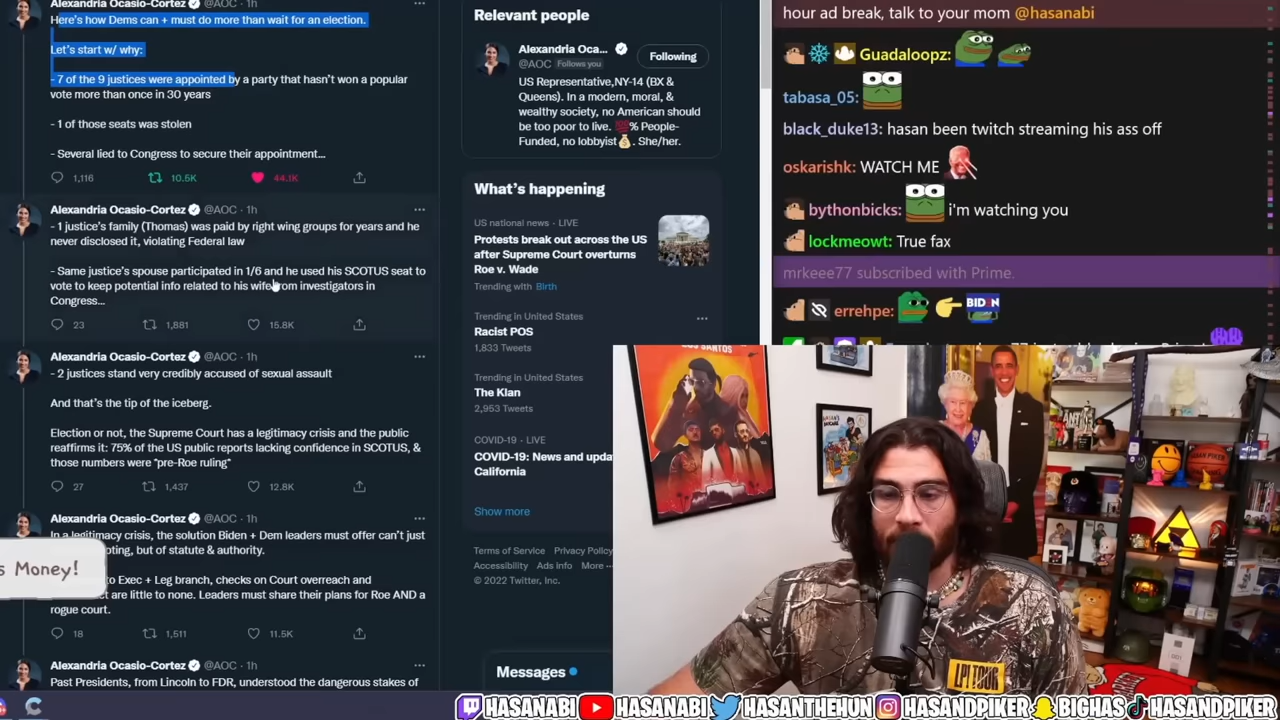 Alexandria Ocasio-Cortez @AOC · 1h
Here's how Dems can + must do more than wait for an election.
Let's start w/ why:
- 7 of the 9 justices were appointed by a party that hasn't won a popular
vote more than once in 30 years
- 1 of those seats was stolen
- Several lied to Congress to secure their appointment...
1,116 10.5K 44.1K
Alexandria Ocasio-Cortez @AOC · 1h
- 1 justice's family (Thomas) was paid by right wing groups for years and he
never disclosed it, violating Federal law
- Same justice's spouse participated in 1/6 and he used his SCOTUS seat to
vote to keep potential info related to his wife from investigators in
Congress...
23 1,881 15.8K
Alexandria Ocasio-Cortez @AOC · 1h
- 2 justices stand very credibly accused of sexual assault
And that's the tip of the iceberg.
Election or not, the Supreme Court has a legitimacy crisis and the public
reaffirms it: 75% of the US public reports lacking confidence in SCOTUS, &
those numbers were "pre-Roe ruling"
27 1,437 12.8K
Alexandria Ocasio-Cortez @AOC · 1h
In a legitimacy crisis, the solution Biden + Dem leaders must offer can't just
but of statute & authority.
s Money!
to Exec + Leg branch, checks on Court overreach and
are little to none. Leaders must share their plans for Roe AND a
rogue court.
18 1,511 11.5K
Alexandria Ocasio-Cortez @AOC · 1h
Past Presidents, from Lincoln to FDR, understood the dangerous stakes of
Relevant people
Alexandria Oca...
@AOC Follows you
Following
US Representative,NY-14 (BX &
Queens). In a modern, moral, &
wealthy society, no American should
be too poor to live. 💯% People-
Funded, no lobbyist💰. She/her.
What's happening
US national news · LIVE
Protests break out across the US
after Supreme Court overturns
Roe v. Wade
Trending with Birth
Trending in United States
Racist POS
1,833 Tweets
Trending in United States
The Klan
2,953 Tweets
COVID-19 · LIVE
COVID-19: News and upda
California
Show more
Terms of Service Privacy Policy
Accessibility Ads info More
© 2022 Twitter, Inc.
Messages
hour ad break, talk to your mom @hasanabi
Guadaloopz:
tabasa_05:
black_duke13: hasan been twitch streaming his ass off
oskarishk: WATCH ME
bythonbicks: i'm watching you
lockmeowt: True fax
mrkeee77 subscribed with Prime.
errehpe: BIDEN
LPI TOUR
HASANABI HASANABI HASANTHEHUN HASANDPIKER BIGHAS HASANDPIKER